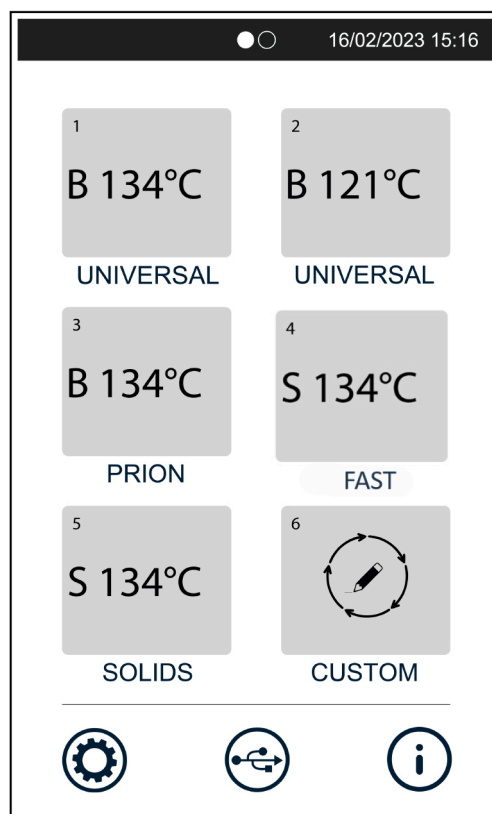 16/02/2023 15:16
1
B 134°C
UNIVERSAL
2
B 121°C
UNIVERSAL
3
B 134°C
PRION
4
S 134°C
FAST
5
S 134°C
SOLIDS
6
CUSTOM
i